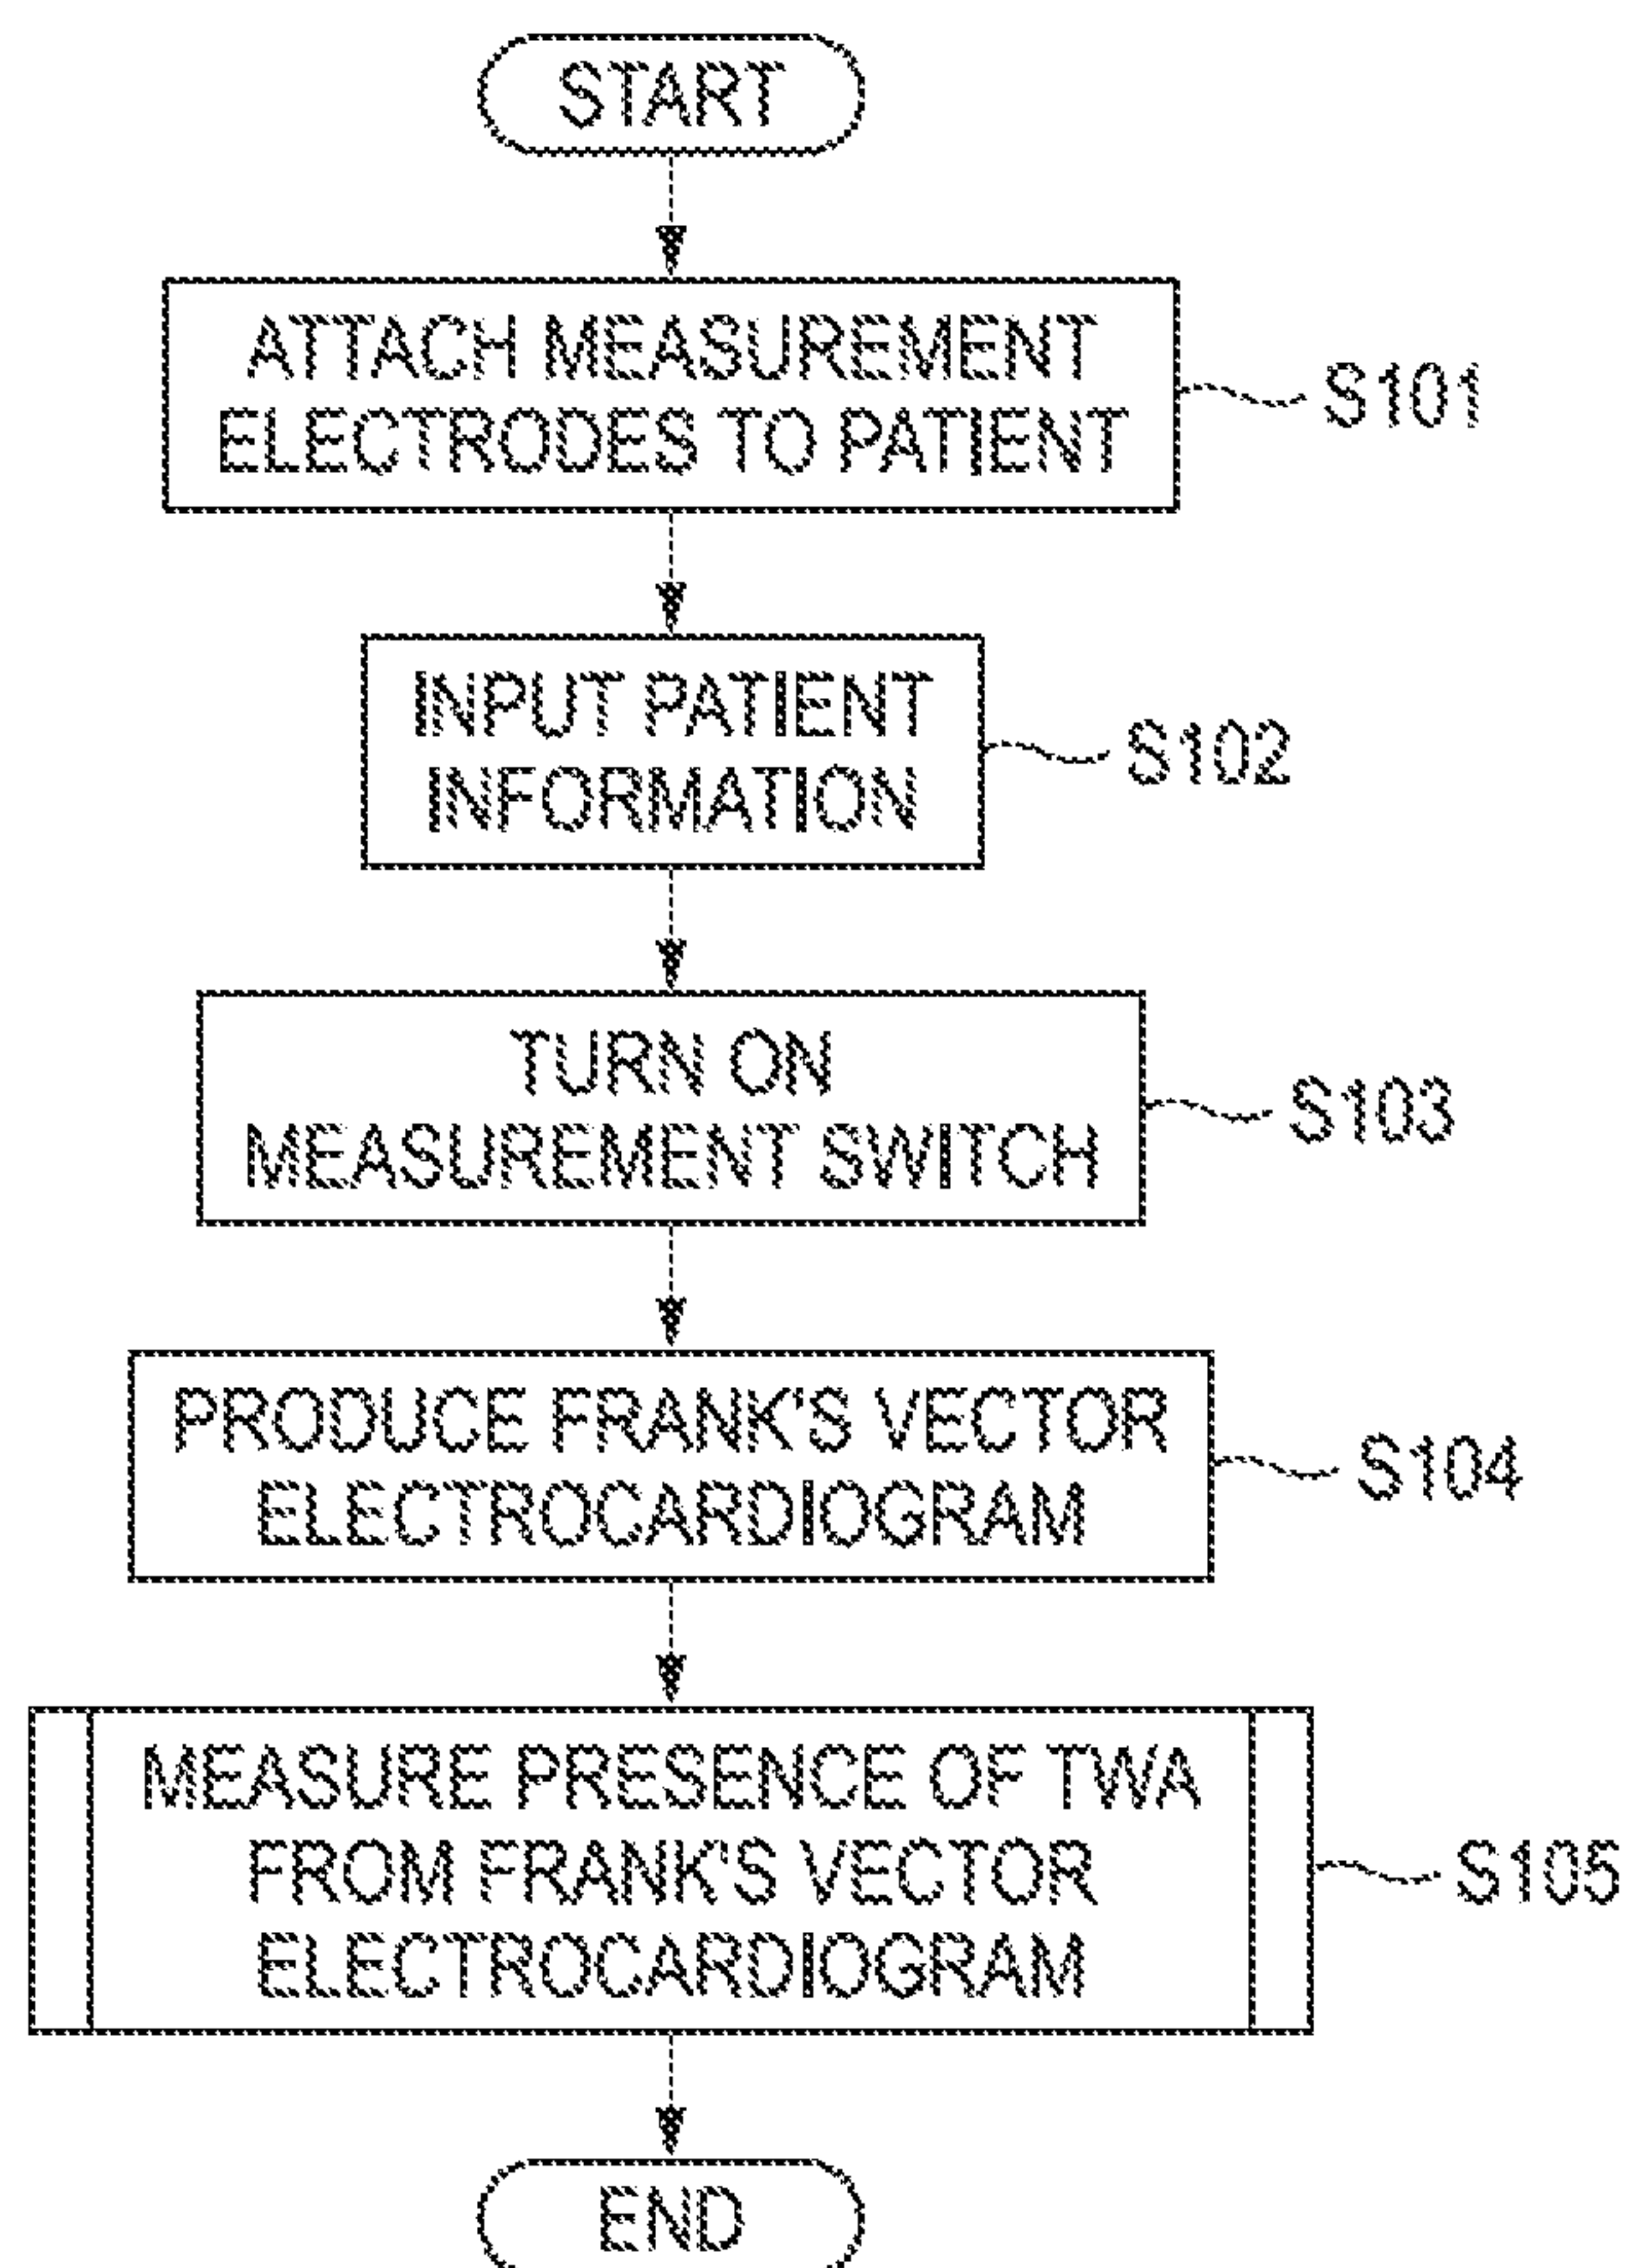 START
ATTACH MEASUREMENT
ELECTRODES TO PATIENT
S101
INPUT PATIENT
INFORMATION
S102
TURN ON
MEASUREMENT SWITCH
S103
PRODUCE FRANK'S VECTOR
ELECTROCARDIOGRAM
S104
MEASURE PRESENCE OF TWA
FROM FRANK'S VECTOR
ELECTROCARDIOGRAM
S105
END